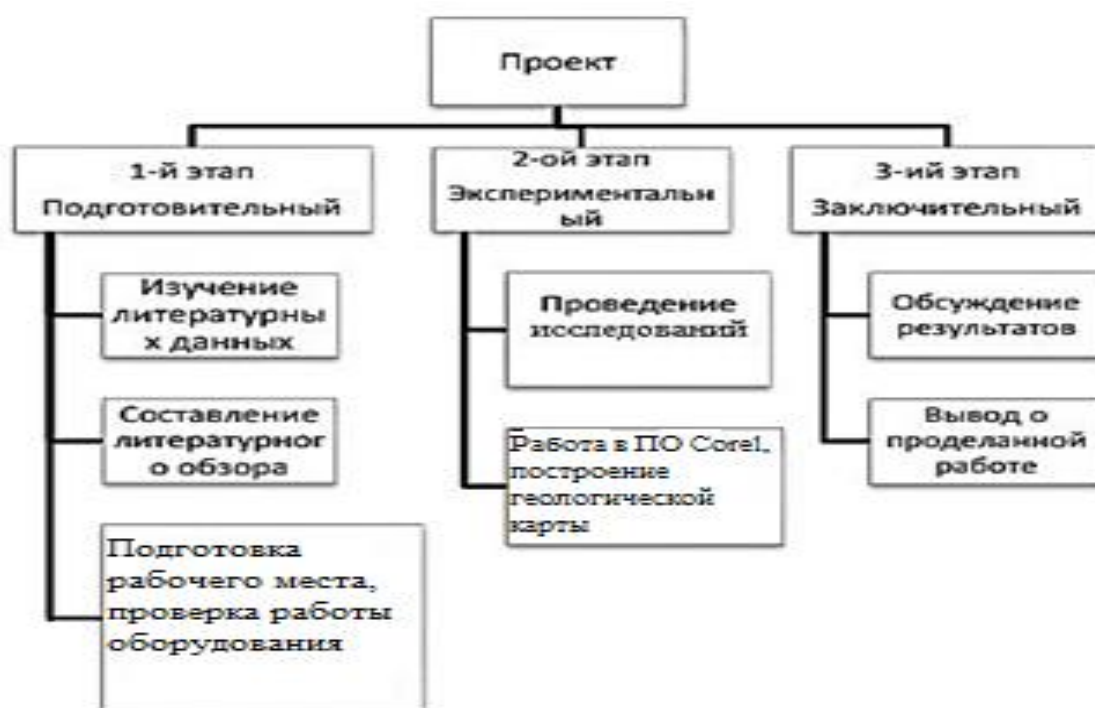 Проект
1-й этап
Подготовительный
2-ой этап
Экспериментальн
ый
3-ий этап
Заключительный
Изучение
литературны
х данных
Составление
литературног
о обзора
Подготовка
рабочего места,
проверка работы
оборудования
Проведение
исследований
Работа в ПО Corel,
построение
геологической
карты
Обсуждение
результатов
Вывод о
проделанной
работе